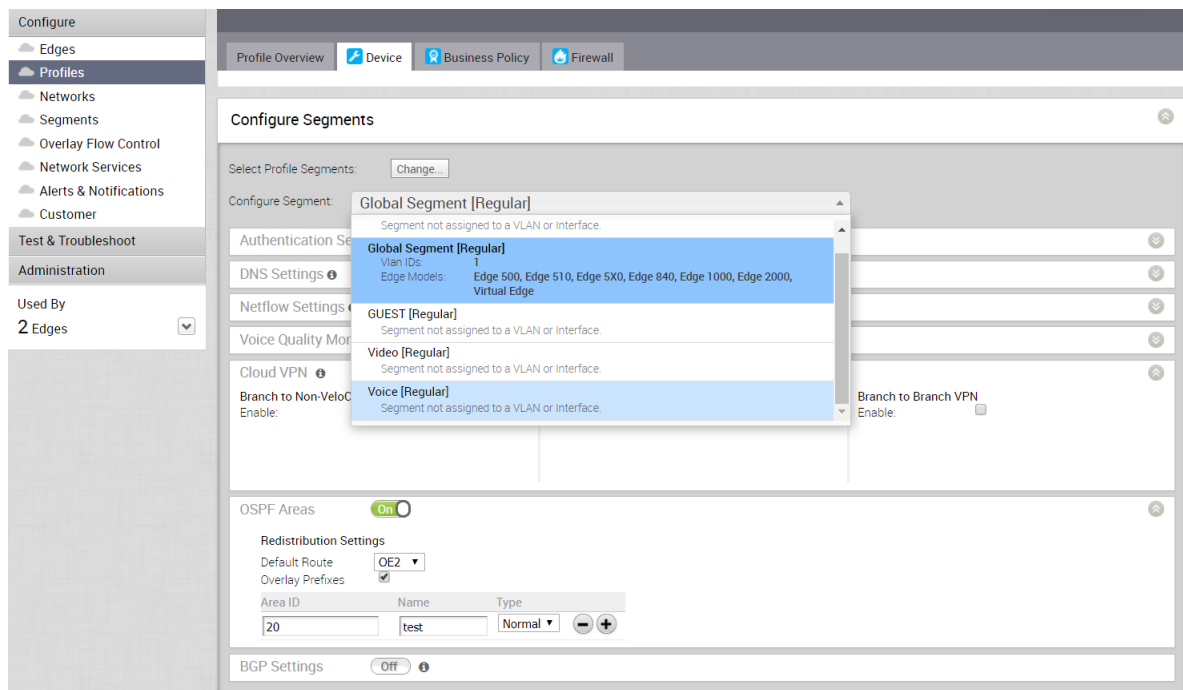 Configure
Edges
Profiles
Networks
Segments
Overlay Flow Control
Network Services
Alerts & Notifications
Customer
Test & Troubleshoot
Administration
Used By
2 Edges
Profile Overview
Device
Business Policy
Firewall
Configure Segments
Select Profile Segments: Change...
Configure Segment: Global Segment [Regular]
Segment not assigned to a VLAN or Interface.
Global Segment [Regular]
Vlan IDs: 1
Edge Models: Edge 500, Edge 510, Edge 5X0, Edge 840, Edge 1000, Edge 2000,
Virtual Edge
GUEST [Regular]
Segment not assigned to a VLAN or Interface.
Video [Regular]
Segment not assigned to a VLAN or Interface.
Voice [Regular]
Segment not assigned to a VLAN or Interface.
Authentication Se
DNS Settings
Netflow Settings
Voice Quality Mor
Cloud VPN
Branch to Non-VeloC
Enable:
Branch to Branch VPN
Enable:
OSPF Areas On
Redistribution Settings
Default Route OE2
Overlay Prefixes
Area ID Name Type
20 test Normal
BGP Settings Off